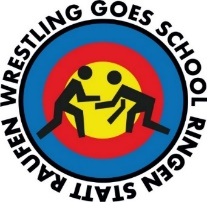 WRESTLING GOES SCHOOL
RINGEN STATT RAUFEN